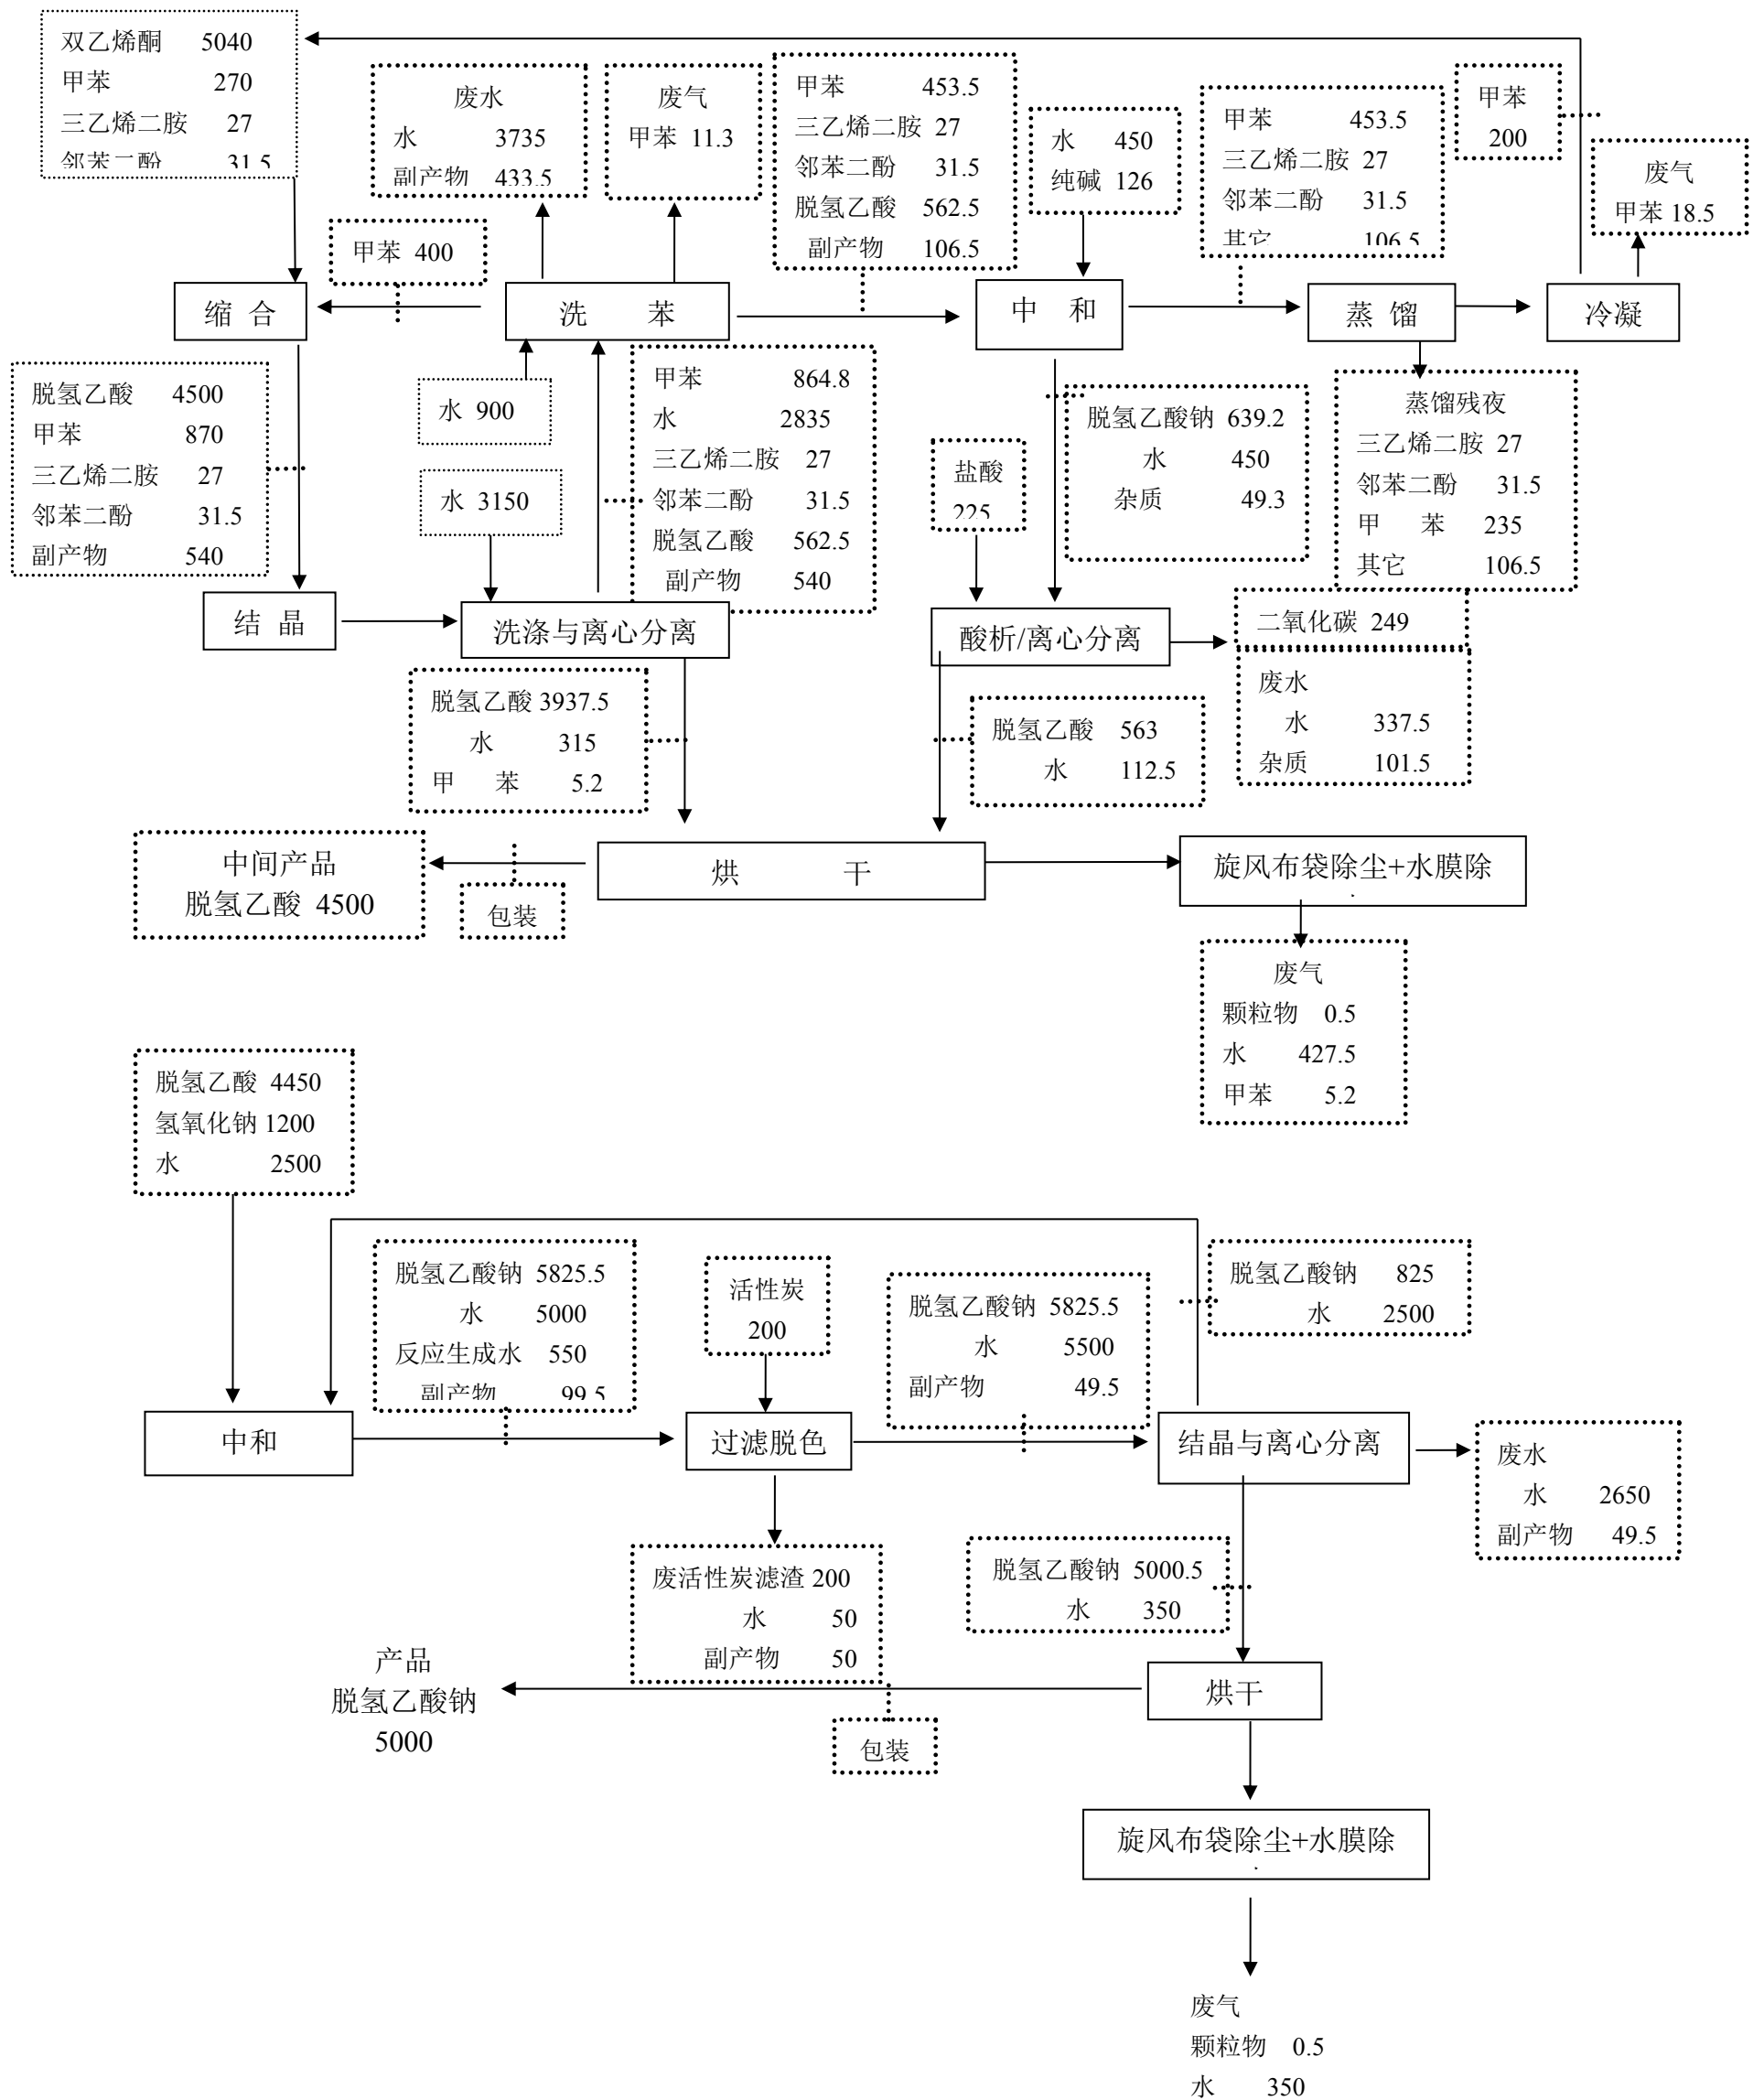 双乙烯酮 5040
甲苯 270
三乙烯二胺 27
邻苯二酚 31.5
废水
水 3735
副产物 433.5
废气
甲苯 11.3
甲苯 453.5
三乙烯二胺 27
邻苯二酚 31.5
脱氢乙酸 562.5
副产物 106.5
水 450
纯碱 126
甲苯 453.5
三乙烯二胺 27
邻苯二酚 31.5
其它 106.5
甲苯
200
废气
甲苯 18.5
甲苯 400
缩 合
洗 苯
中 和
蒸 馏
冷凝
脱氢乙酸 4500
甲苯 870
三乙烯二胺 27
邻苯二酚 31.5
副产物 540
水 900
水 3150
甲苯 864.8
水 2835
三乙烯二胺 27
邻苯二酚 31.5
脱氢乙酸 562.5
副产物 540
盐酸
225
脱氢乙酸钠 639.2
水 450
杂质 49.3
蒸馏残夜
三乙烯二胺 27
邻苯二酚 31.5
甲 苯 235
其它 106.5
结 晶
洗涤与离心分离
酸析/离心分离
二氧化碳 249
废水
水 337.5
杂质 101.5
脱氢乙酸 3937.5
水 315
甲 苯 5.2
脱氢乙酸 563
水 112.5
中间产品
脱氢乙酸 4500
包装
烘 干
旋风布袋除尘+水膜除
废气
颗粒物 0.5
水 427.5
甲苯 5.2
脱氢乙酸 4450
氢氧化钠 1200
水 2500
脱氢乙酸钠 5825.5
水 5000
反应生成水 550
副产物 99.5
活性炭
200
脱氢乙酸钠 5825.5
水 5500
副产物 49.5
脱氢乙酸钠 825
水 2500
中和
过滤脱色
结晶与离心分离
废水
水 2650
副产物 49.5
废活性炭滤渣 200
水 50
副产物 50
脱氢乙酸钠 5000.5
水 350
产品
脱氢乙酸钠
5000
包装
烘干
旋风布袋除尘+水膜除
废气
颗粒物 0.5
水 350